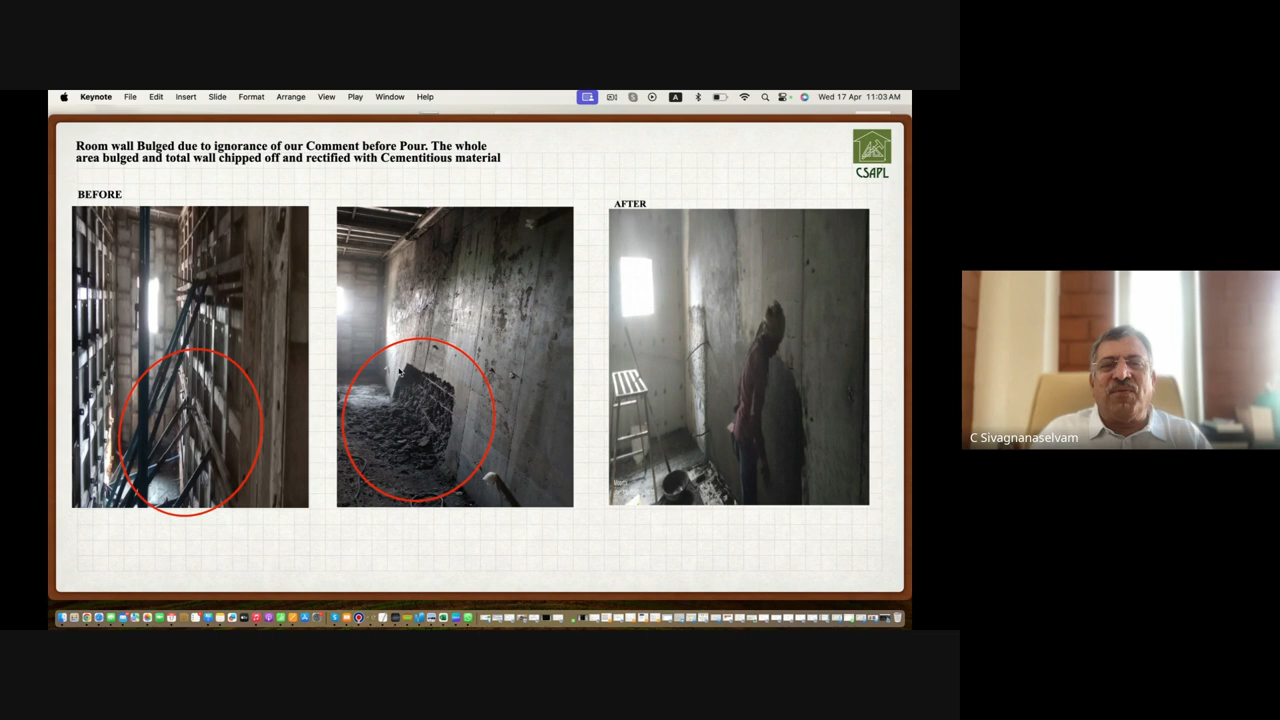 Keynote File Edit Insert Slide Format Arrange View Play Window Help
A
Wed 17 Apr 11:03 AM
Room wall Bulged due to ignorance of our Comment before Pour. The whole
area bulged and total wall chipped off and rectified with Cementitious material
CSAPL
BEFORE
AFTER
C Sivagnanaselvam